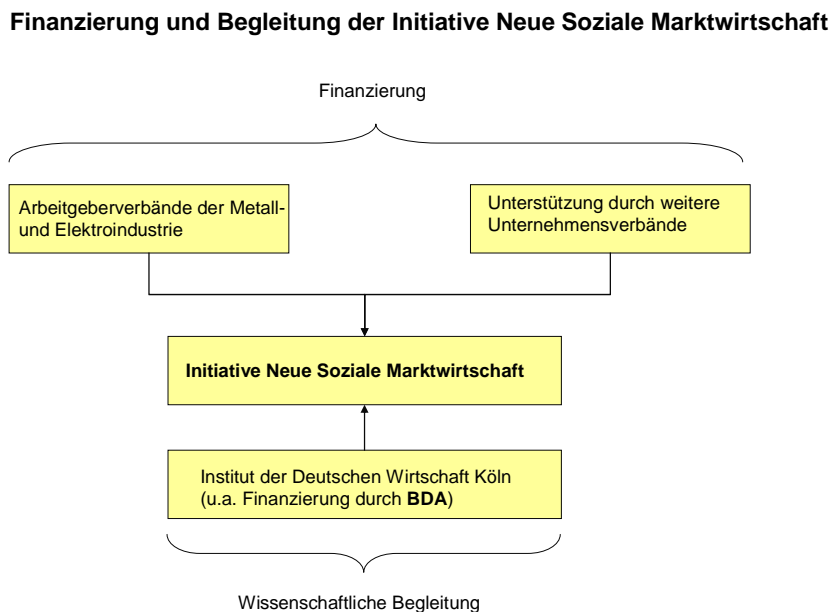 Finanzierung und Begleitung der Initiative Neue Soziale Marktwirtschaft
Finanzierung
Arbeitgeberverbände der Metall-
und Elektroindustrie
Unterstützung durch weitere
Unternehmensverbände
Initiative Neue Soziale Marktwirtschaft
Institut der Deutschen Wirtschaft Köln
(u.a. Finanzierung durch BDA)
Wissenschaftliche Begleitung